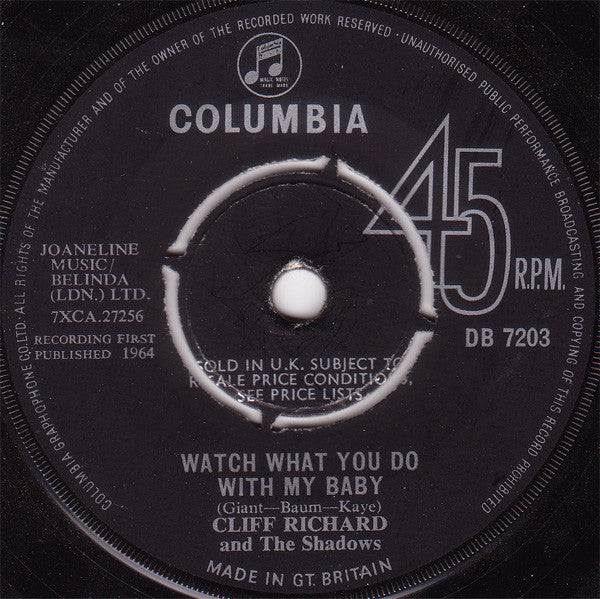 ALL RIGHTS OF THE MANUFACTURER AND OF THE OWNER OF THE RECORDED WORK RESERVED · UNAUTHORISED PUBLIC PERFORMANCE BROADCASTING AND COPYING OF THIS RECORD PROHIBITED
MAGIC NOTES
TRADE MARK
COLUMBIA
45
R.P.M.
JOANELINE
MUSIC/
BELINDA
(LDN.) LTD.
7XCA.27256
RECORDING FIRST
PUBLISHED 1964
DB 7203
SOLD IN U.K. SUBJECT TO
RESALE PRICE CONDITIONS,
SEE PRICE LISTS
WATCH WHAT YOU DO
WITH MY BABY
(Giant—Baum—Kaye)
CLIFF RICHARD
and The Shadows
COLUMBIA GRAPHOPHONE CO. LTD.
MADE IN GT. BRITAIN